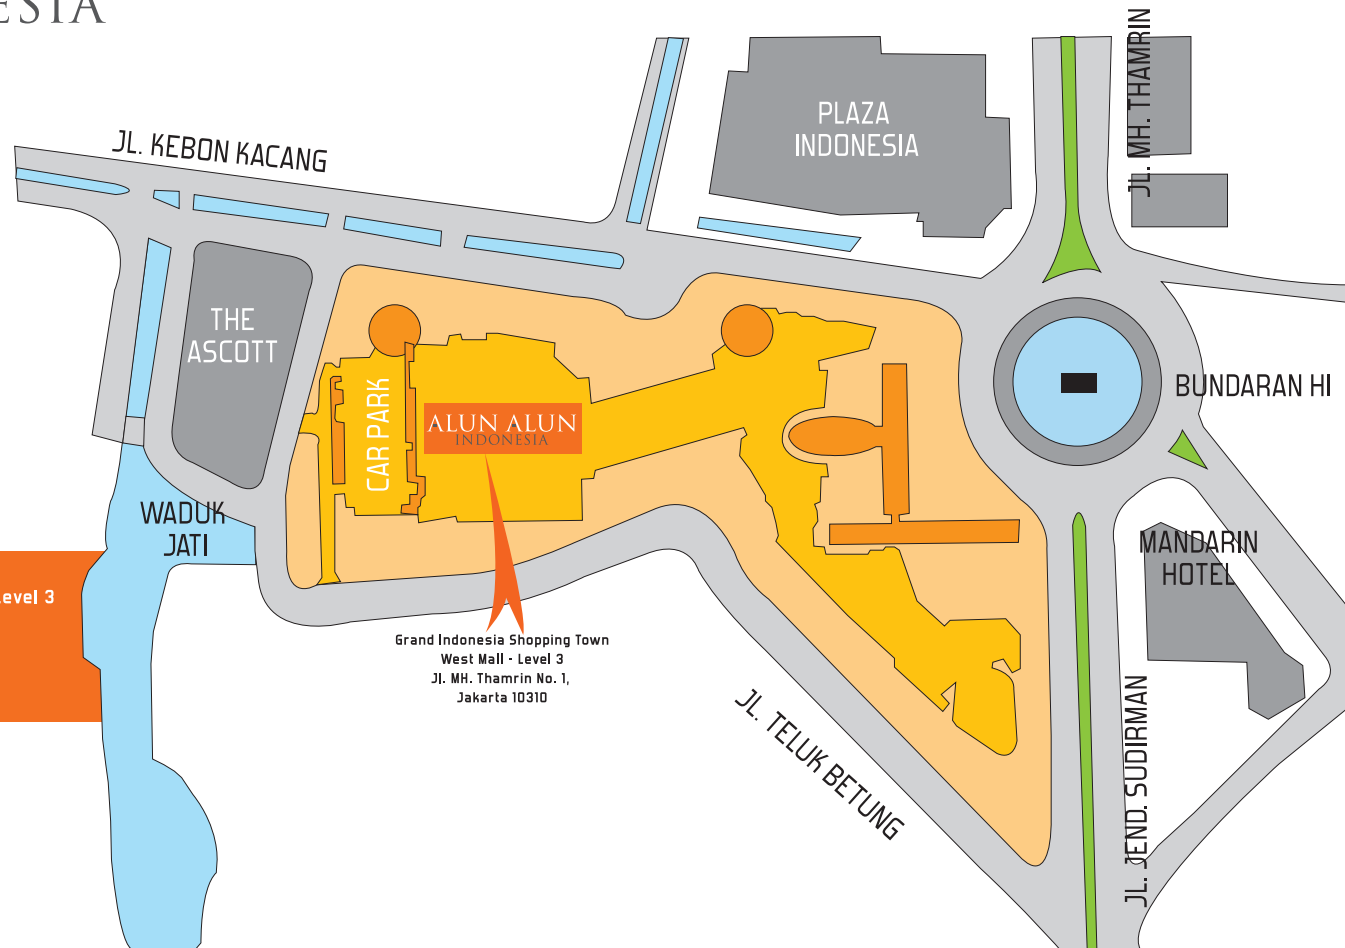 JL. MH. THAMRIN
PLAZA
INDONESIA
JL. KEBON KACANG
THE
ASCOTT
CAR PARK
ALUN ALUN
INDONESIA
BUNDARAN HI
WADUK
JATI
MANDARIN
HOTEL
Level 3
Grand Indonesia Shopping Town
West Mall - Level 3
Jl. MH. Thamrin No. 1,
Jakarta 10310
JL. TELUK BETUNG
JL. JEND. SUDIRMAN